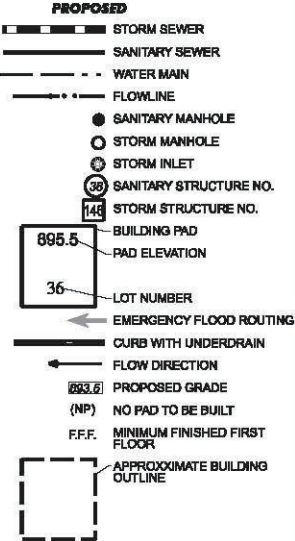 PROPOSED
STORM SEWER
SANITARY SEWER
WATER MAIN
FLOWLINE
SANITARY MANHOLE
STORM MANHOLE
STORM INLET
36 SANITARY STRUCTURE NO.
146 STORM STRUCTURE NO.
BUILDING PAD
895.5 PAD ELEVATION
36 LOT NUMBER
EMERGENCY FLOOD ROUTING
CURB WITH UNDERDRAIN
FLOW DIRECTION
893.6 PROPOSED GRADE
(NP) NO PAD TO BE BUILT
F.F.F. MINIMUM FINISHED FIRST
FLOOR
APPROXXIMATE BUILDING
OUTLINE